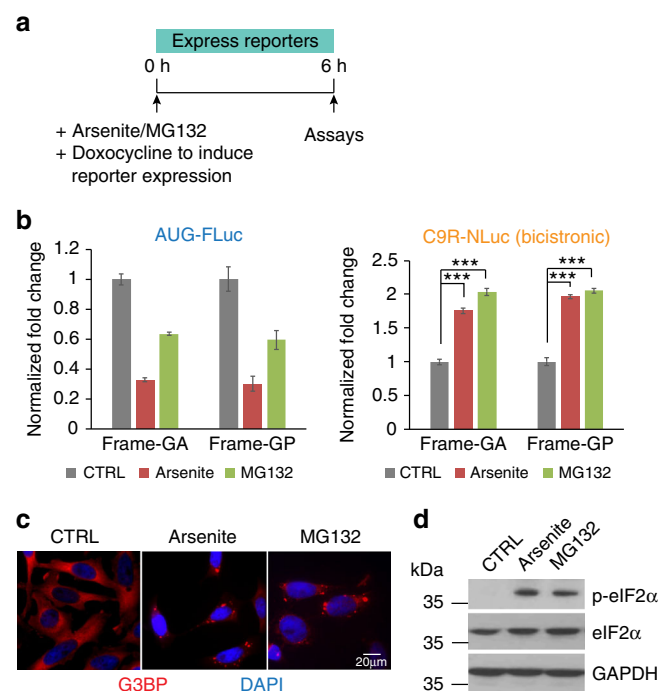 a
Express reporters
0 h
6 h
+ Arsenite/MG132
+ Doxocycline to induce
reporter expression
Assays
b
AUG-FLuc
Normalized fold change
1.2
1
0.8
0.6
0.4
0.2
0
Frame-GA
Frame-GP
CTRL
Arsenite
MG132
C9R-NLuc (bicistronic)
Normalized fold change
2.5
2
1.5
1
0.5
0
***
***
***
***
Frame-GA
Frame-GP
CTRL
Arsenite
MG132
c
CTRL
Arsenite
MG132
20μm
G3BP
DAPI
d
CTRL
Arsenite
MG132
kDa
35
p-eIF2α
35
eIF2α
35
GAPDH